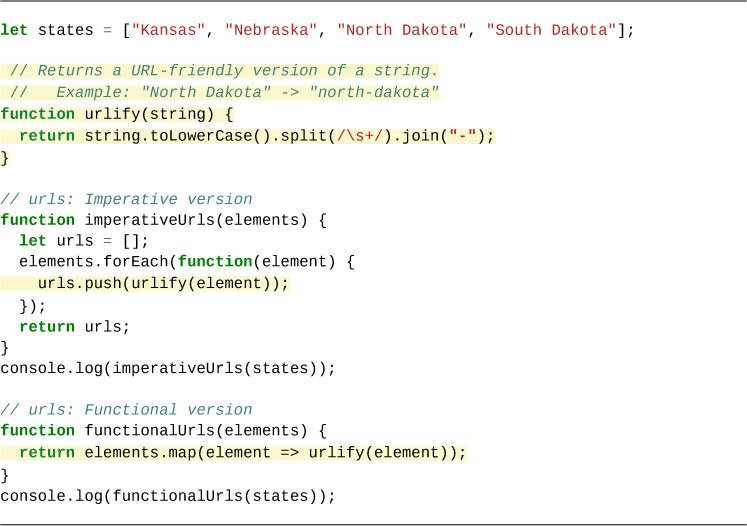 let states = ["Kansas", "Nebraska", "North Dakota", "South Dakota"];
// Returns a URL-friendly version of a string.
//   Example: "North Dakota" -> "north-dakota"
function urlify(string) {
  return string.toLowerCase().split(/\s+/).join("-");
}
// urls: Imperative version
function imperativeUrls(elements) {
  let urls = [];
  elements.forEach(function(element) {
    urls.push(urlify(element));
  });
  return urls;
}
console.log(imperativeUrls(states));
// urls: Functional version
function functionalUrls(elements) {
  return elements.map(element => urlify(element));
}
console.log(functionalUrls(states));